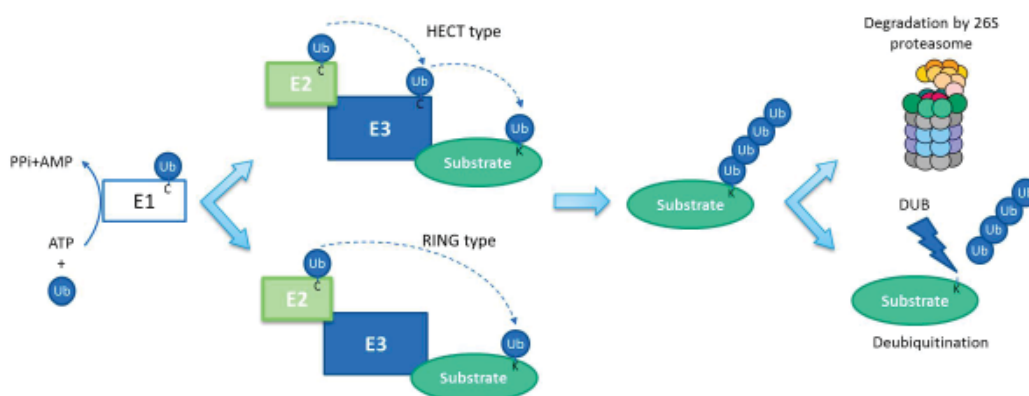 PPi+AMP
Ub
C
E1
ATP
+
Ub
Ub
C
E2
HECT type
Ub
C
E3
Ub
K
Substrate
Ub
C
E2
RING type
E3
Ub
K
Substrate
Ub
Ub
Ub
Ub
K
Substrate
Degradation by 26S
proteasome
DUB
Ub
Ub
Ub
Ub
K
Substrate
Deubiquitination